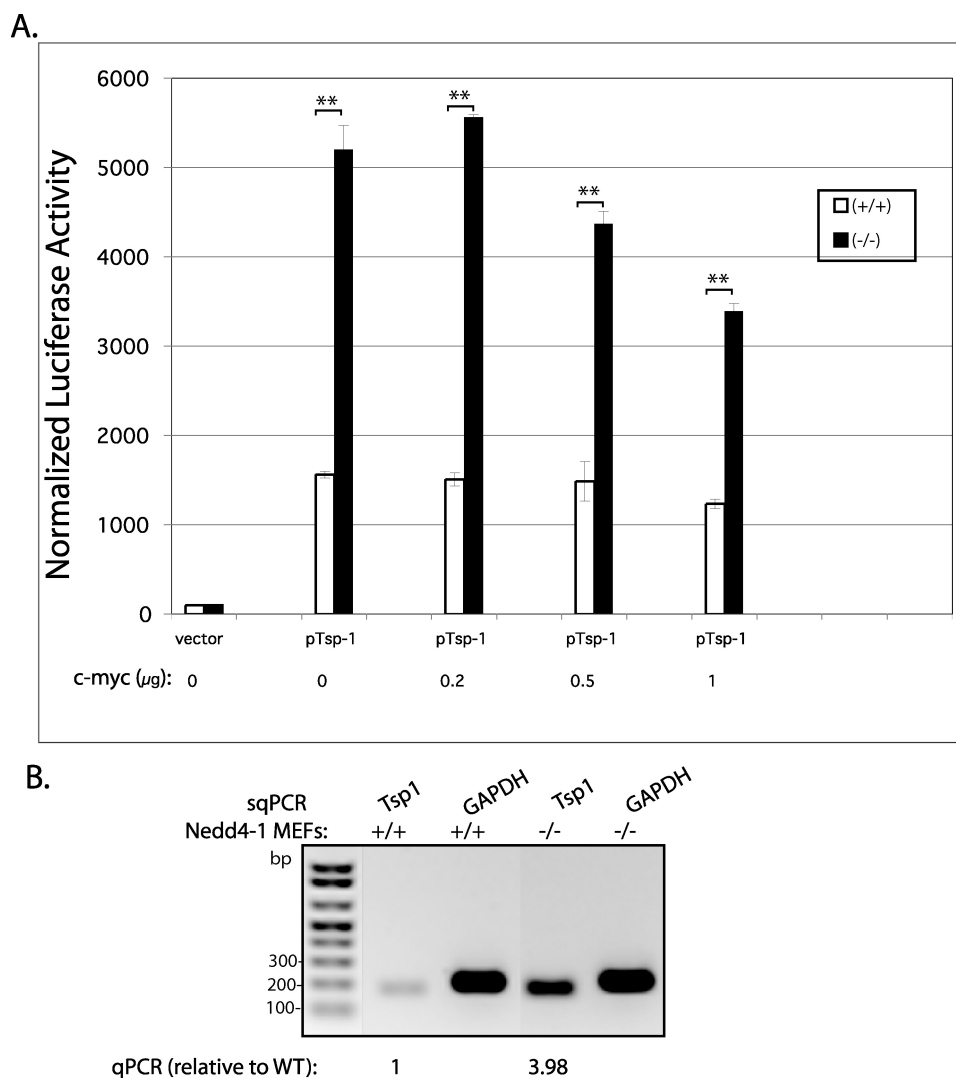 A.
Normalized Luciferase Activity
6000
5000
4000
3000
2000
1000
0
**
**
**
**
(+/+)
(-/-)
vector pTsp-1 pTsp-1 pTsp-1 pTsp-1
c-myc (µg): 0 0 0.2 0.5 1
B.
sqPCR Tsp1 GAPDH Tsp1 GAPDH
Nedd4-1 MEFs: +/+ +/+ -/- -/-
bp
300-
200-
100-
qPCR (relative to WT): 1 3.98